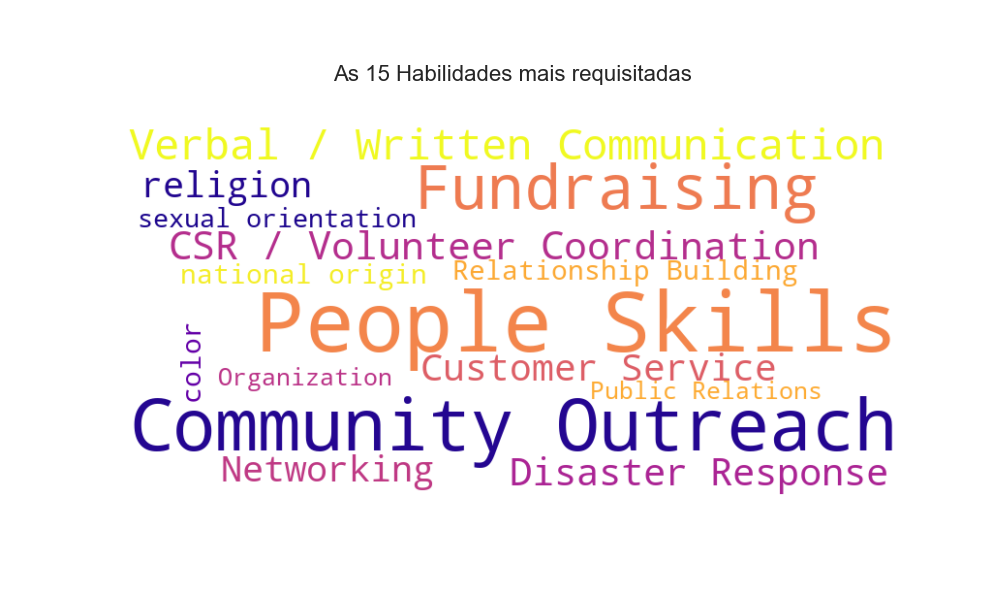 As 15 Habilidades mais requisitadas
Verbal / Written Communication
religion
Fundraising
sexual orientation
CSR / Volunteer Coordination
national origin
Relationship Building
People Skills
color
Organization
Customer Service
Public Relations
Community Outreach
Networking
Disaster Response